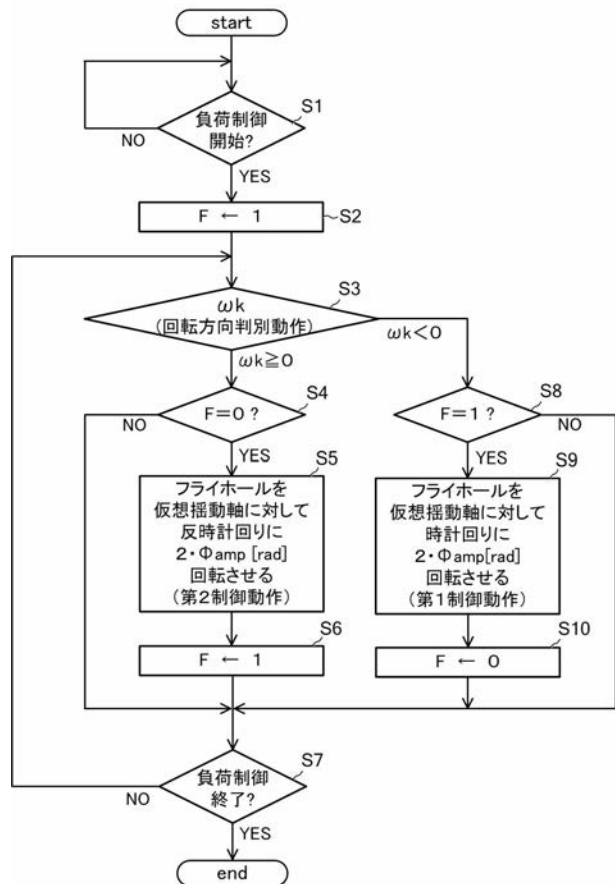 start
負荷制御
開始?
S1
NO
YES
F ← 1
S2
ωk
(回転方向判別動作)
S3
ωk≧0
ωk<0
F=0 ?
S4
NO
YES
F=1 ?
S8
NO
YES
S5
フライホールを
仮想揺動軸に対して
反時計回りに
2・Φamp [rad]
回転させる
(第2制御動作)
S9
フライホールを
仮想揺動軸に対して
時計回りに
2・Φamp[rad]
回転させる
(第1制御動作)
S6
F ← 1
S10
F ← 0
負荷制御
終了?
S7
NO
YES
end